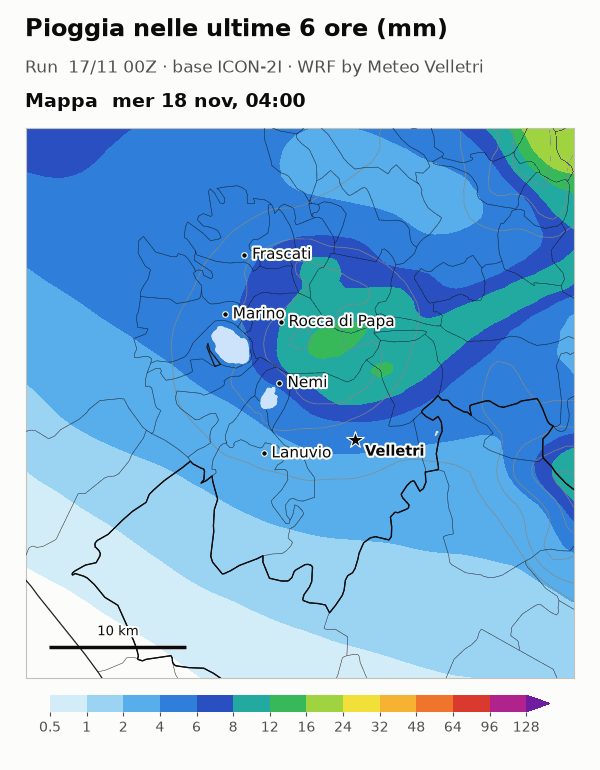 Pioggia nelle ultime 6 ore (mm)
Run 17/11 00Z · base ICON-2I · WRF by Meteo Velletri
Mappa mer 18 nov, 04:00
Frascati
Marino
Rocca di Papa
Nemi
Velletri
Lanuvio
10 km
0.5 1 2 4 6 8 12 16 24 32 48 64 96 128